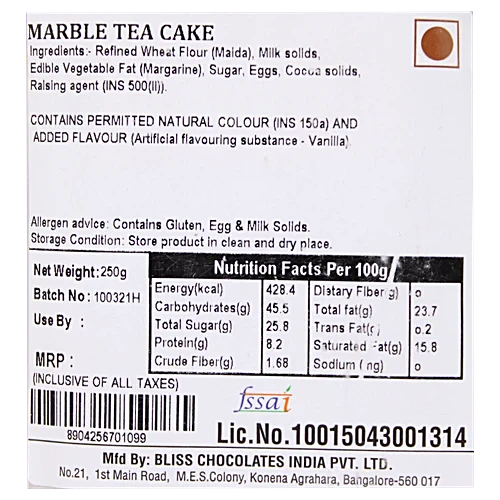 MARBLE TEA CAKE
Ingredients:- Refined Wheat Flour (Maida), Milk solids,
Edible Vegetable Fat (Margarine), Sugar, Eggs, Cocoa solids,
Raising agent (INS 500(II)).
CONTAINS PERMITTED NATURAL COLOUR (INS 150a) AND
ADDED FLAVOUR (Artificial flavouring substance - Vanilla).
Allergen advice: Contains Gluten, Egg & Milk Solids.
Storage Condition: Store product in clean and dry place.
Net Weight:250g
Batch No : 100321H
Use By :
MRP :
(INCLUSIVE OF ALL TAXES)
8904256701099
Nutrition Facts Per 100g
Energy(kcal) 428.4
Carbohydrates(g) 45.5
Total Sugar(g) 25.8
Protein(g) 8.2
Crude Fiber(g) 1.68
Dietary Fiber(g) o
Total fat(g) 23.7
Trans Fat(g) o.2
Saturated Fat(g) 15.8
Sodium (mg) o
fssai
Lic.No.10015043001314
Mfd By: BLISS CHOCOLATES INDIA PVT. LTD.
No.21, 1st Main Road, M.E.S.Colony, Konena Agrahara, Bangalore-560 017